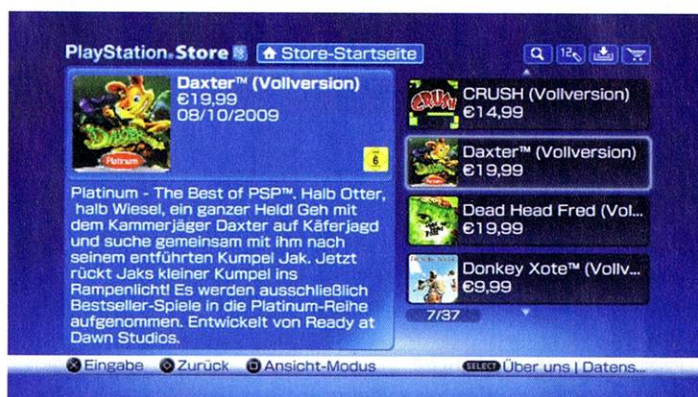 PlayStation®Store Store-Startseite
12
Daxter™ (Vollversion)
€19,99
08/10/2009
Platinum
6
Platinum - The Best of PSP™. Halb Otter,
halb Wiesel, ein ganzer Held! Geh mit
dem Kammerjäger Daxter auf Käferjagd
und suche gemeinsam mit ihm nach
seinem entführten Kumpel Jak. Jetzt
rückt Jaks kleiner Kumpel ins
Rampenlicht! Es werden ausschließlich
Bestseller-Spiele in die Platinum-Reihe
aufgenommen. Entwickelt von Ready at
Dawn Studios.
CRUSH
CRUSH (Vollversion)
€14,99
Daxter™ (Vollversion)
€19,99
Dead Head Fred (Vol...
€19,99
Donkey Xote™ (Vollv...
€9,99
7/37
Eingabe Zurück Ansicht-Modus SELECT Über uns | Datens...